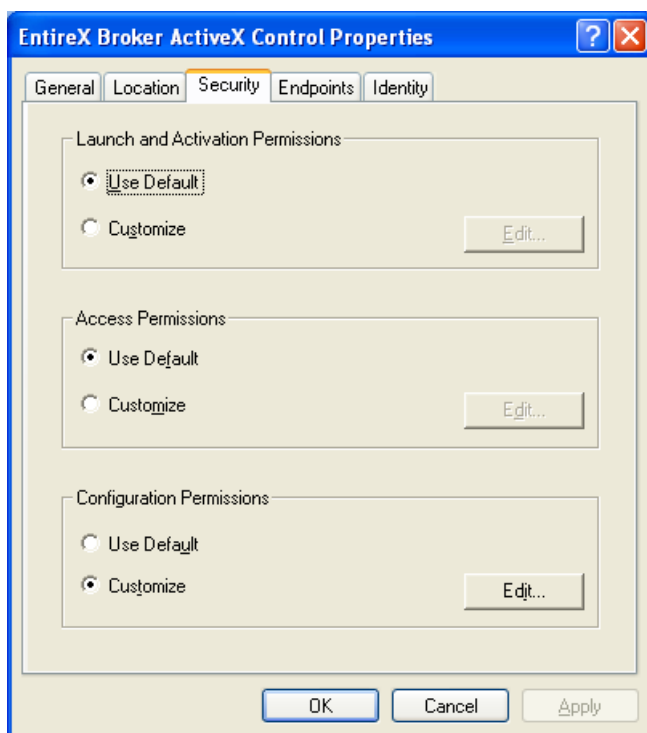 EntireX Broker ActiveX Control Properties
General Location Security Endpoints Identity
Launch and Activation Permissions
Use Default
Customize Edit...
Access Permissions
Use Default
Customize Edit...
Configuration Permissions
Use Default
Customize Edit...
OK Cancel Apply